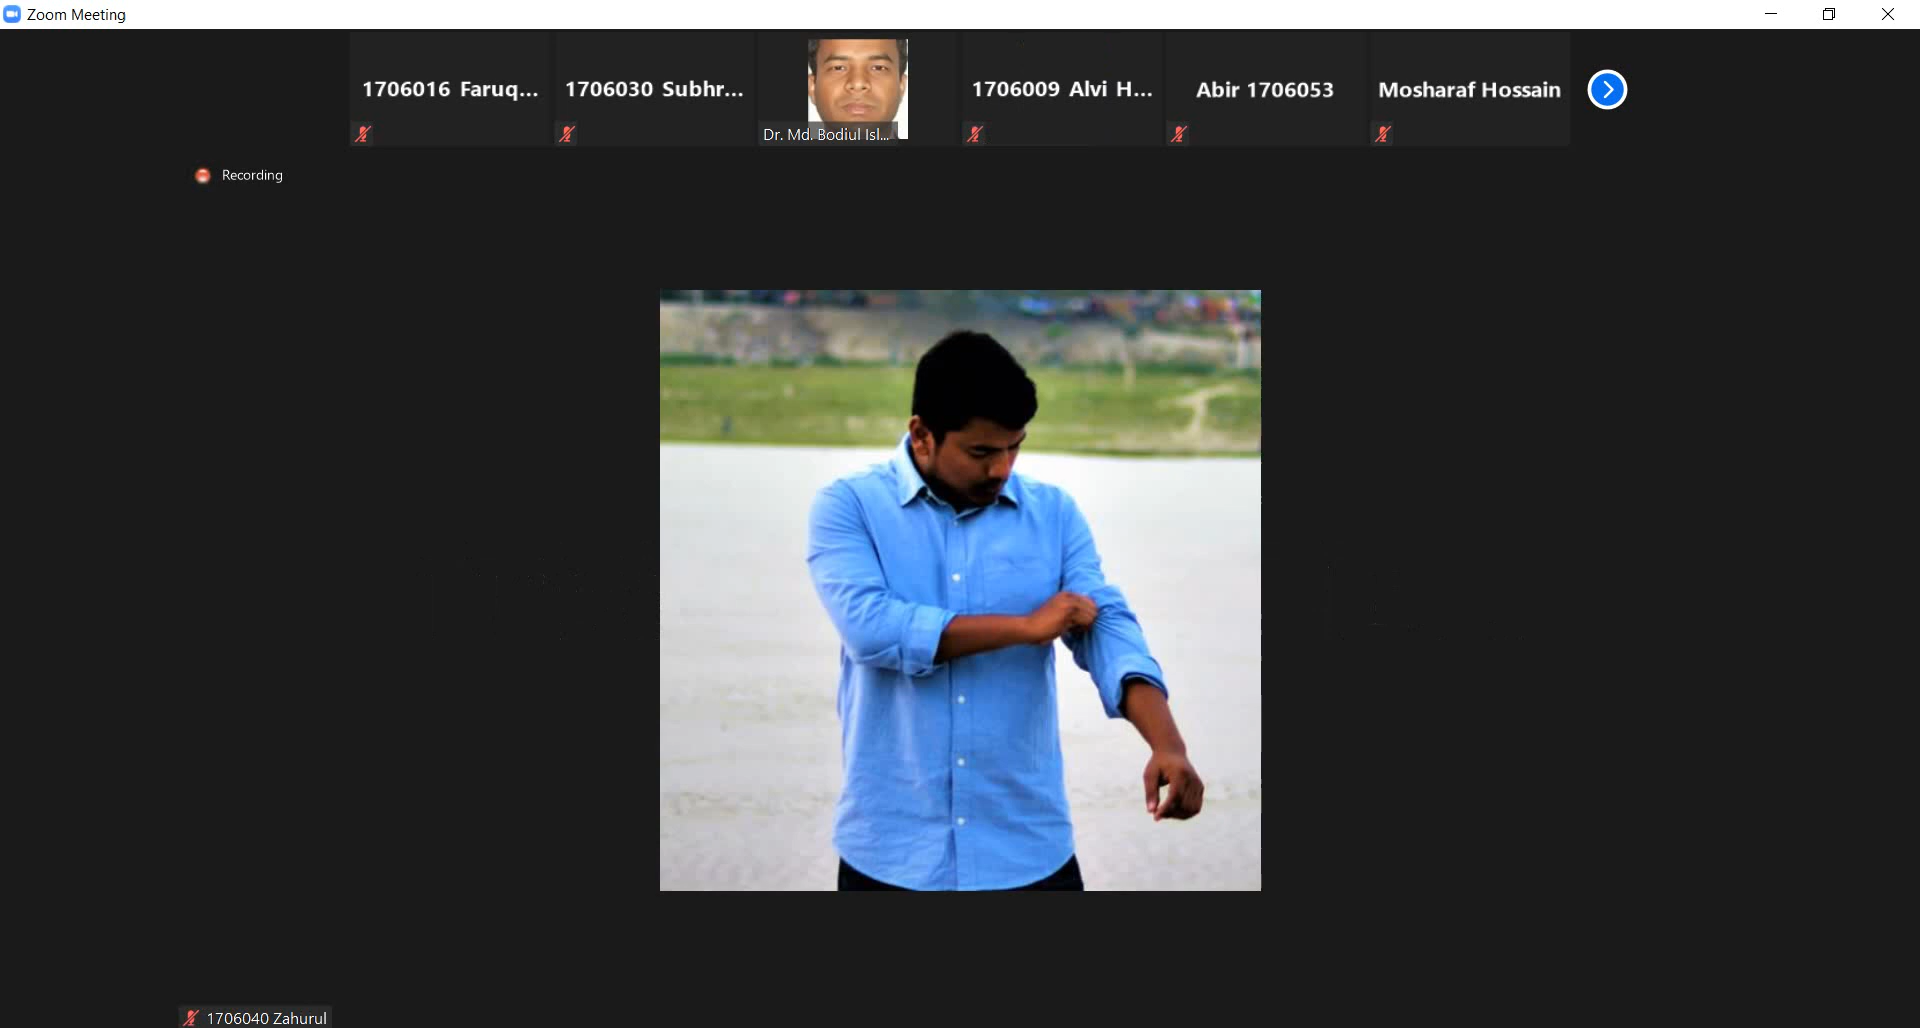 Zoom Meeting
1706016 Faruq...
1706030 Subhr...
Dr. Md. Bodiul Isl...
1706009 Alvi H...
Abir 1706053
Mosharaf Hossain
Recording
1706040 Zahurul